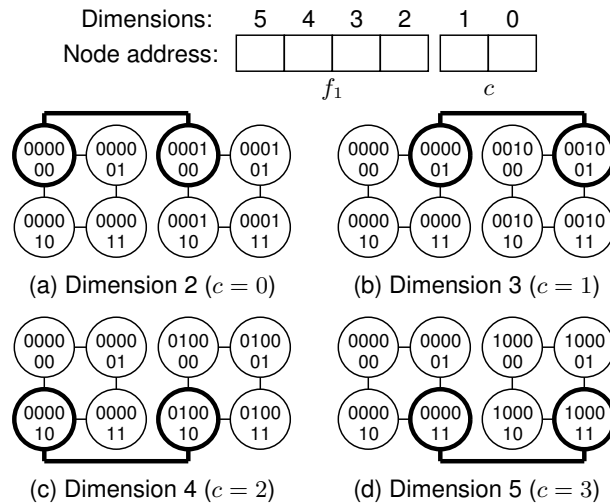 Dimensions: 5 4 3 2 1 0
Node address:
f1 c
0000 0000 0001 0001 0000 0000 0010 0010
00 01 00 01 00 01 00 01
0000 0000 0001 0001 0000 0000 0010 0010
10 11 10 11 10 11 10 11
(a) Dimension 2 (c = 0) (b) Dimension 3 (c = 1)
0000 0000 0100 0100 0000 0000 1000 1000
00 01 00 01 00 01 00 01
0000 0000 0100 0100 0000 0000 1000 1000
10 11 10 11 10 11 10 11
(c) Dimension 4 (c = 2) (d) Dimension 5 (c = 3)